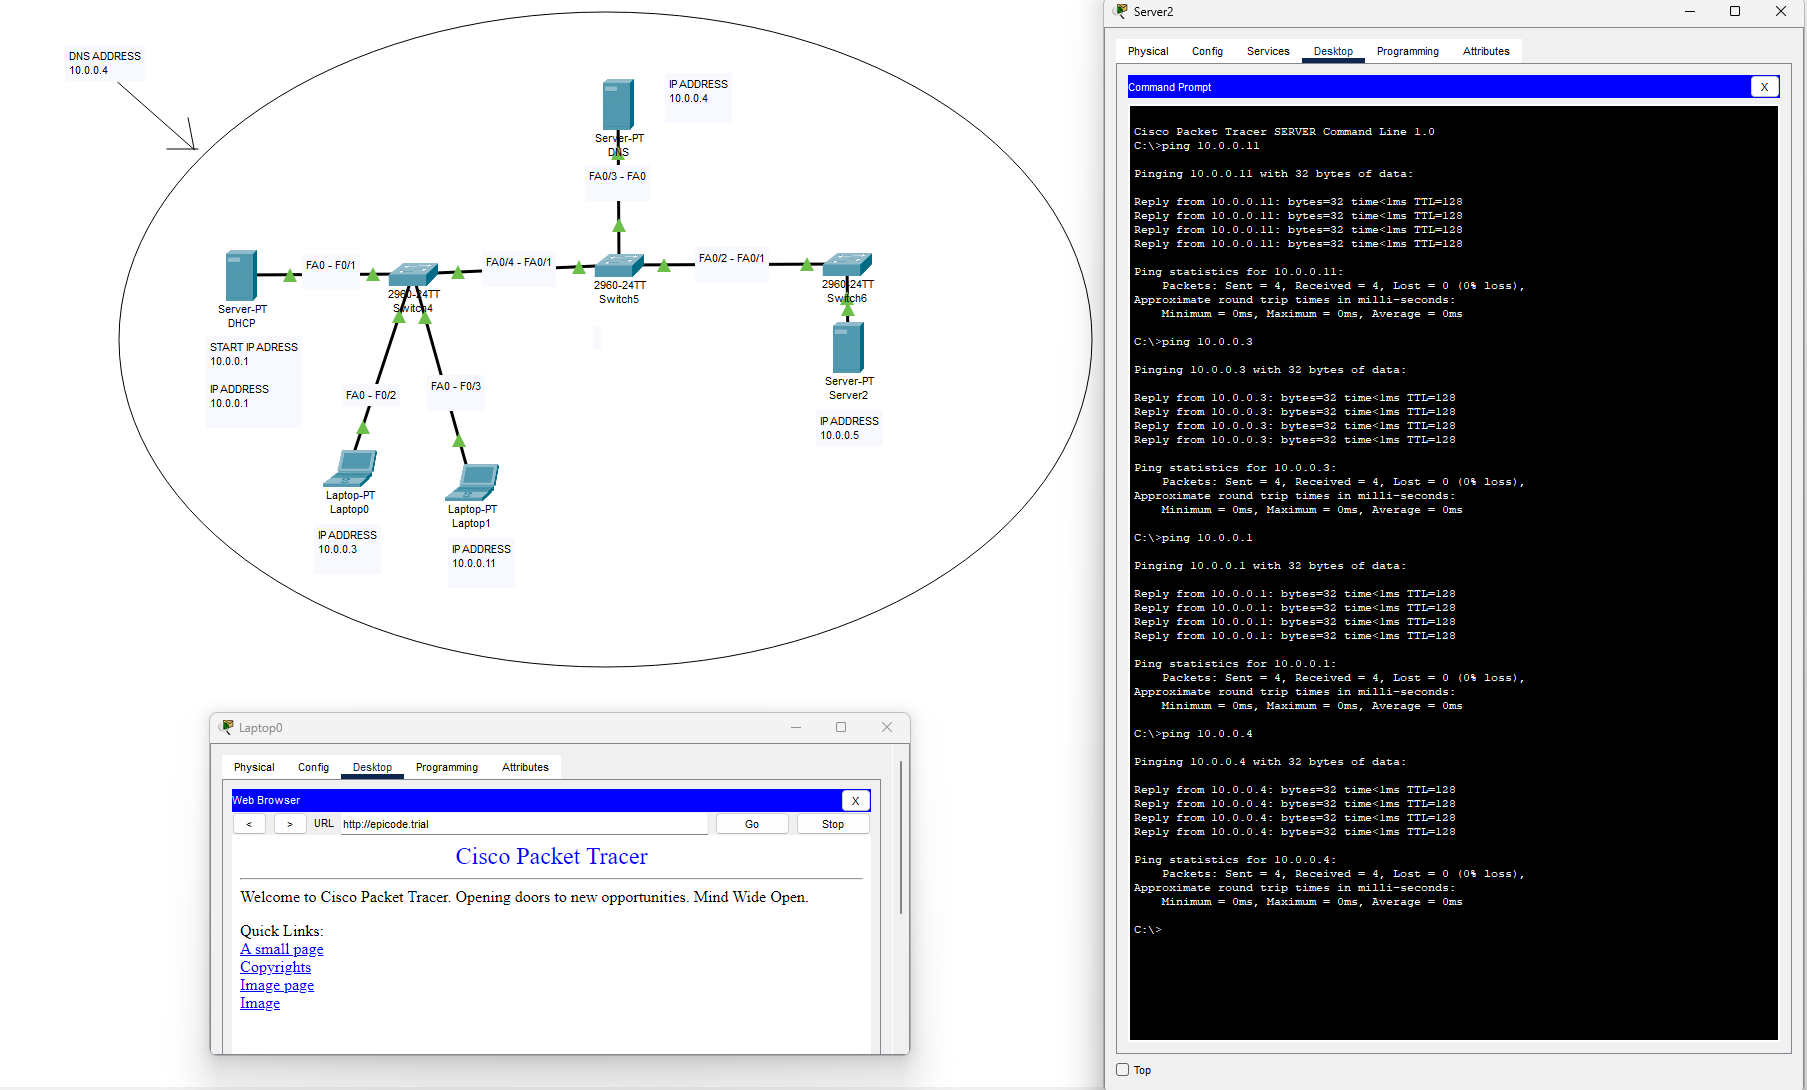 DNS ADDRESS
10.0.0.4
IP ADDRESS
10.0.0.4
Server-PT
DNS
FA0/3 - FA0
FA0 - F0/1
FA0/4 - FA0/1
FA0/2 - FA0/1
2960-24TT
Switch4
2960-24TT
Switch5
2960-24TT
Switch6
Server-PT
DHCP
START IP ADRESS
10.0.0.1
IP ADDRESS
10.0.0.1
FA0 - F0/2
FA0 - F0/3
Server-PT
Server2
IP ADDRESS
10.0.0.5
Laptop-PT
Laptop0
IP ADDRESS
10.0.0.3
Laptop-PT
Laptop1
IP ADDRESS
10.0.0.11
Laptop0
Physical Config Desktop Programming Attributes
Web Browser X
< > URL http://epicode.trial Go Stop
Cisco Packet Tracer
Welcome to Cisco Packet Tracer. Opening doors to new opportunities. Mind Wide Open.
Quick Links:
A small page
Copyrights
Image page
Image
Server2
Physical Config Services Desktop Programming Attributes
Command Prompt X
Cisco Packet Tracer SERVER Command Line 1.0
C:\>ping 10.0.0.11
Pinging 10.0.0.11 with 32 bytes of data:
Reply from 10.0.0.11: bytes=32 time<1ms TTL=128
Reply from 10.0.0.11: bytes=32 time<1ms TTL=128
Reply from 10.0.0.11: bytes=32 time<1ms TTL=128
Reply from 10.0.0.11: bytes=32 time<1ms TTL=128
Ping statistics for 10.0.0.11:
Packets: Sent = 4, Received = 4, Lost = 0 (0% loss),
Approximate round trip times in milli-seconds:
Minimum = 0ms, Maximum = 0ms, Average = 0ms
C:\>ping 10.0.0.3
Pinging 10.0.0.3 with 32 bytes of data:
Reply from 10.0.0.3: bytes=32 time<1ms TTL=128
Reply from 10.0.0.3: bytes=32 time<1ms TTL=128
Reply from 10.0.0.3: bytes=32 time<1ms TTL=128
Reply from 10.0.0.3: bytes=32 time<1ms TTL=128
Ping statistics for 10.0.0.3:
Packets: Sent = 4, Received = 4, Lost = 0 (0% loss),
Approximate round trip times in milli-seconds:
Minimum = 0ms, Maximum = 0ms, Average = 0ms
C:\>ping 10.0.0.1
Pinging 10.0.0.1 with 32 bytes of data:
Reply from 10.0.0.1: bytes=32 time<1ms TTL=128
Reply from 10.0.0.1: bytes=32 time<1ms TTL=128
Reply from 10.0.0.1: bytes=32 time<1ms TTL=128
Reply from 10.0.0.1: bytes=32 time<1ms TTL=128
Ping statistics for 10.0.0.1:
Packets: Sent = 4, Received = 4, Lost = 0 (0% loss),
Approximate round trip times in milli-seconds:
Minimum = 0ms, Maximum = 0ms, Average = 0ms
C:\>ping 10.0.0.4
Pinging 10.0.0.4 with 32 bytes of data:
Reply from 10.0.0.4: bytes=32 time<1ms TTL=128
Reply from 10.0.0.4: bytes=32 time<1ms TTL=128
Reply from 10.0.0.4: bytes=32 time<1ms TTL=128
Reply from 10.0.0.4: bytes=32 time<1ms TTL=128
Ping statistics for 10.0.0.4:
Packets: Sent = 4, Received = 4, Lost = 0 (0% loss),
Approximate round trip times in milli-seconds:
Minimum = 0ms, Maximum = 0ms, Average = 0ms
C:\>
Top